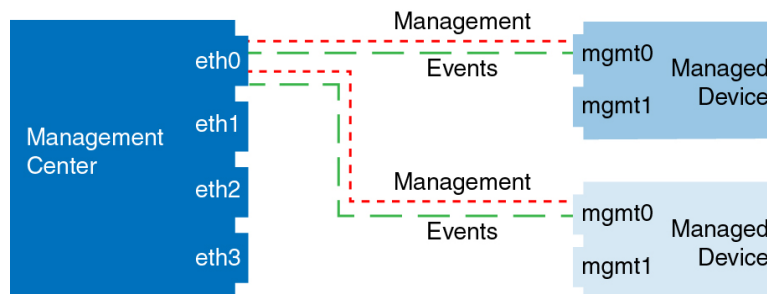 Management
eth0
Events
mgmt0
Managed
Device
mgmt1
Management
Center
eth1
eth2
eth3
Management
Events
mgmt0
Managed
Device
mgmt1